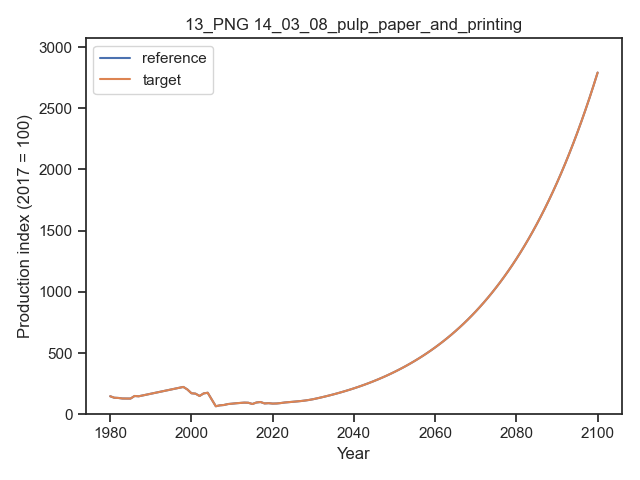 13_PNG 14_03_08_pulp_paper_and_printing
reference
target
Production index (2017 = 100)
3000
2500
2000
1500
1000
500
0
1980
2000
2020
2040
2060
2080
2100
Year